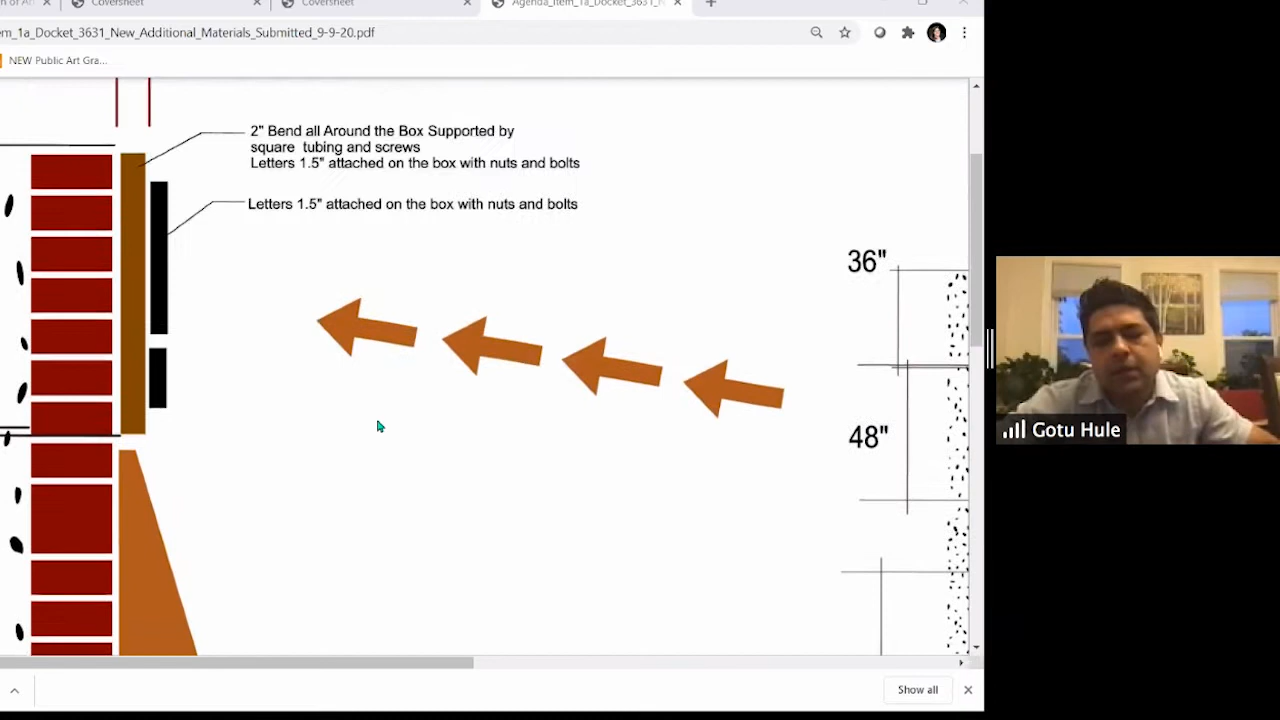 Coversheet
Coversheet
Agenda_Item_1a_Docket_3631_N
em_1a_Docket_3631_New_Additional_Materials_Submitted_9-9-20.pdf
NEW Public Art Gra...
2" Bend all Around the Box Supported by
square tubing and screws
Letters 1.5" attached on the box with nuts and bolts
Letters 1.5" attached on the box with nuts and bolts
36"
48"
Gotu Hule
Show all